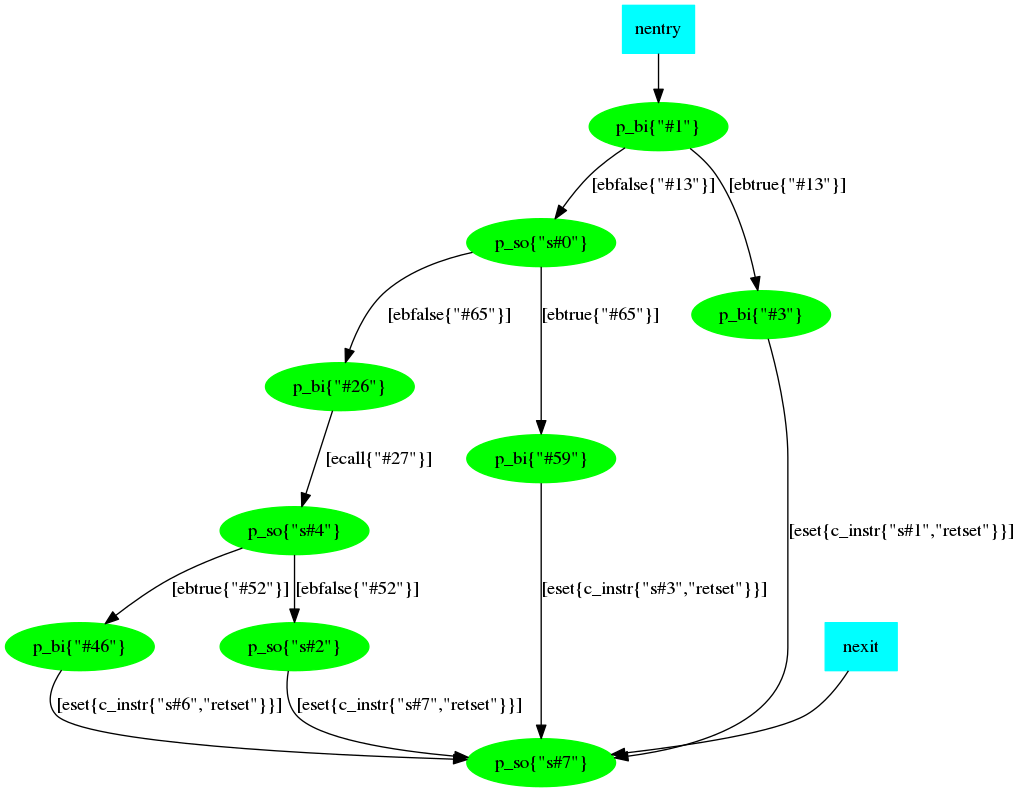 nentry
p_bi{"#1"}
[ebfalse{"#13"}]
[ebtrue{"#13"}]
p_so{"s#0"}
[ebfalse{"#65"}]
[ebtrue{"#65"}]
p_bi{"#3"}
p_bi{"#26"}
[ecall{"#27"}]
p_bi{"#59"}
p_so{"s#4"}
[eset{c_instr{"s#1","retset"}}]
[ebtrue{"#52"}]
[ebfalse{"#52"}]
[eset{c_instr{"s#3","retset"}}]
p_bi{"#46"}
p_so{"s#2"}
nexit
[eset{c_instr{"s#6","retset"}}]
[eset{c_instr{"s#7","retset"}}]
p_so{"s#7"}